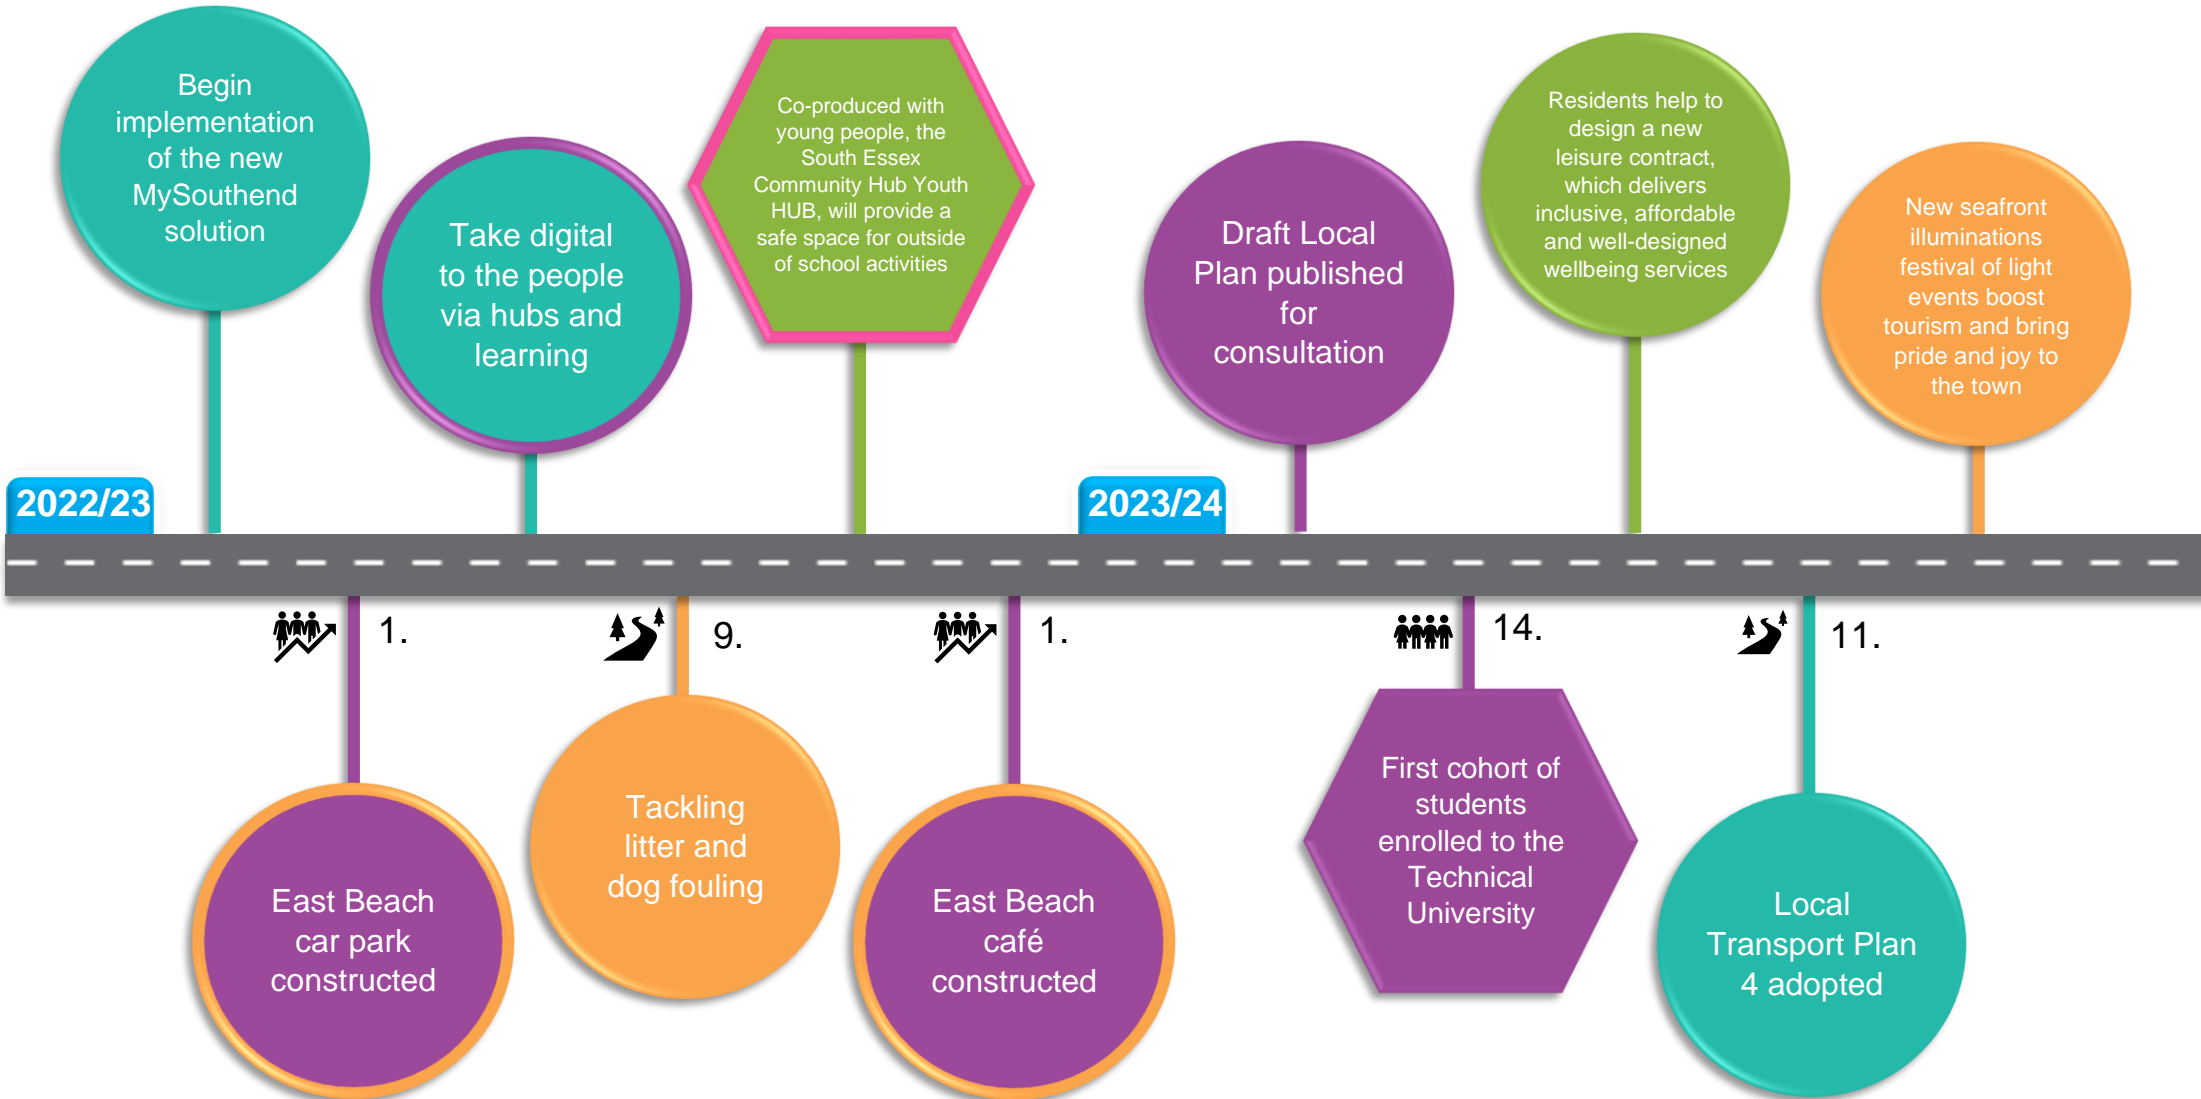 Begin
implementation
of the new
MySouthend
solution
Take digital
to the people
via hubs and
learning
Co-produced with
young people, the
South Essex
Community Hub Youth
HUB, will provide a
safe space for outside
of school activities
Draft Local
Plan published
for
consultation
Residents help to
design a new
leisure contract,
which delivers
inclusive, affordable
and well-designed
wellbeing services
New seafront
illuminations
festival of light
events boost
tourism and bring
pride and joy to
the town
2022/23
2023/24
1.
9.
1.
14.
11.
East Beach
car park
constructed
Tackling
litter and
dog fouling
East Beach
café
constructed
First cohort of
students
enrolled to the
Technical
University
Local
Transport Plan
4 adopted